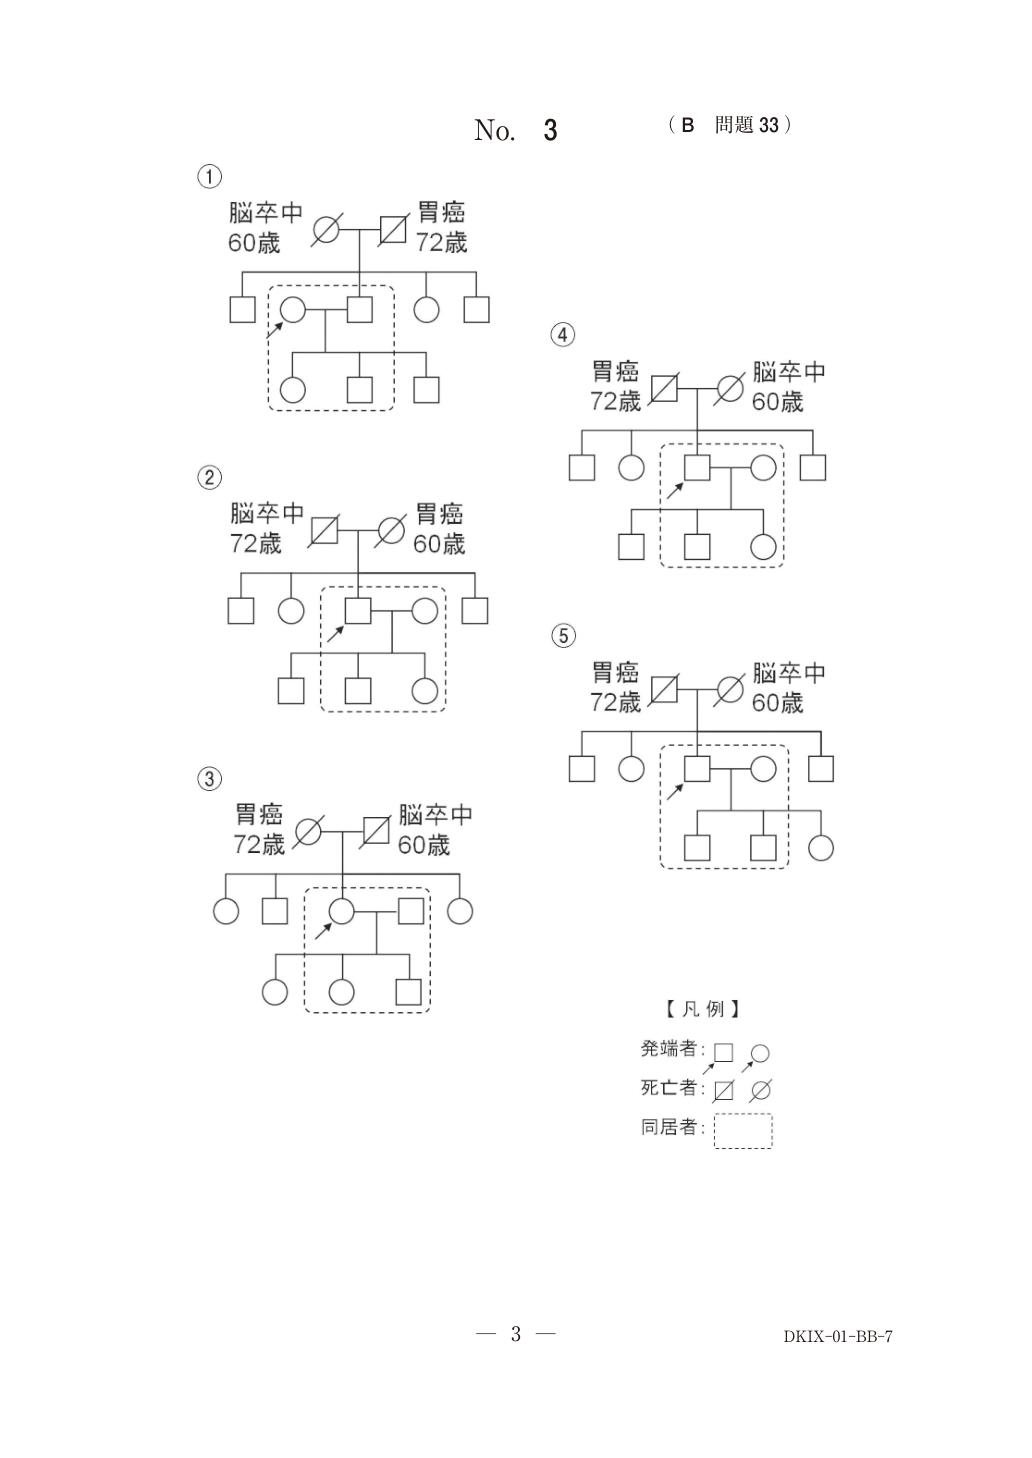 No. 3
( B 問題 33 )
①
脳卒中
60歳
胃癌
72歳
②
脳卒中
72歳
胃癌
60歳
③
胃癌
72歳
脳卒中
60歳
④
胃癌
72歳
脳卒中
60歳
⑤
胃癌
72歳
脳卒中
60歳
【 凡 例 】
発端者:
死亡者:
同居者:
— 3 —
DKIX-01-BB-7